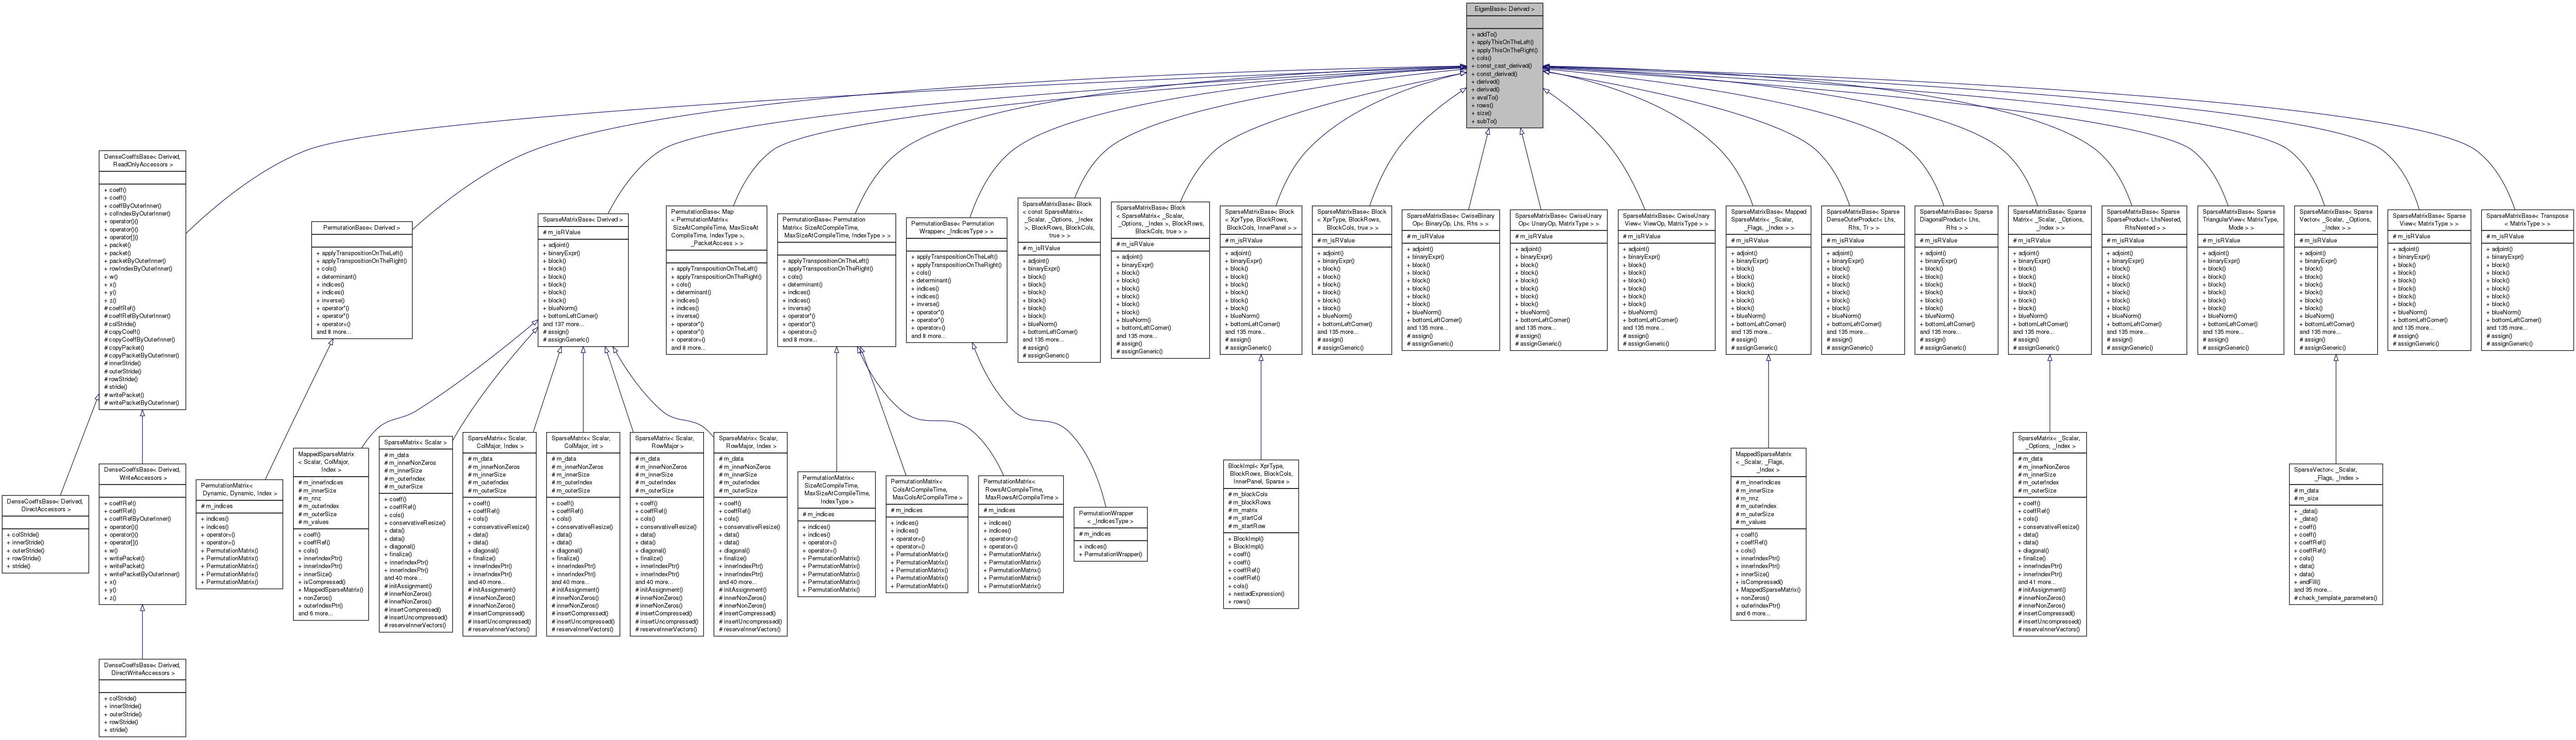 EigenBase< Derived >
+ addTo()
+ applyThisOnTheLeft()
+ applyThisOnTheRight()
+ cols()
+ const_cast_derived()
+ const_derived()
+ derived()
+ derived()
+ evalTo()
+ rows()
+ size()
+ subTo()
DenseCoeffsBase< Derived,
ReadOnlyAccessors >
+ coeff()
+ coeff()
+ coeffByOuterInner()
+ colIndexByOuterInner()
+ operator()()
+ operator()()
+ operator[]()
+ packet()
+ packet()
+ packetByOuterInner()
+ rowIndexByOuterInner()
+ w()
+ x()
+ y()
+ z()
# coeffRef()
# coeffRefByOuterInner()
# colStride()
# copyCoeff()
# copyCoeffByOuterInner()
# copyPacket()
# copyPacketByOuterInner()
# innerStride()
# outerStride()
# rowStride()
# stride()
# writePacket()
# writePacketByOuterInner()
PermutationBase< Derived >
+ applyTranspositionOnTheLeft()
+ applyTranspositionOnTheRight()
+ cols()
+ determinant()
+ indices()
+ indices()
+ inverse()
+ operator*()
+ operator*()
+ operator=()
and 8 more...
SparseMatrixBase< Derived >
# m_isRValue
+ adjoint()
+ binaryExpr()
+ block()
+ block()
+ block()
+ block()
+ block()
+ block()
+ blueNorm()
+ bottomLeftCorner()
and 137 more...
# assign()
# assignGeneric()
PermutationBase< Map
< PermutationMatrix<
SizeAtCompileTime, MaxSizeAt
CompileTime, IndexType >,
_PacketAccess > >
+ applyTranspositionOnTheLeft()
+ applyTranspositionOnTheRight()
+ cols()
+ determinant()
+ indices()
+ indices()
+ inverse()
+ operator*()
+ operator*()
+ operator=()
and 8 more...
PermutationBase< Permutation
Matrix< SizeAtCompileTime,
MaxSizeAtCompileTime, IndexType > >
+ applyTranspositionOnTheLeft()
+ applyTranspositionOnTheRight()
+ cols()
+ determinant()
+ indices()
+ indices()
+ inverse()
+ operator*()
+ operator*()
+ operator=()
and 8 more...
PermutationBase< Permutation
Wrapper< _IndicesType > >
+ applyTranspositionOnTheLeft()
+ applyTranspositionOnTheRight()
+ cols()
+ determinant()
+ indices()
+ indices()
+ inverse()
+ operator*()
+ operator*()
+ operator=()
and 8 more...
SparseMatrixBase< Block
< const SparseMatrix<
_Scalar, _Options, _Index
>, BlockRows, BlockCols,
true > >
# m_isRValue
+ adjoint()
+ binaryExpr()
+ block()
+ block()
+ block()
+ block()
+ block()
+ block()
+ blueNorm()
+ bottomLeftCorner()
and 135 more...
# assign()
# assignGeneric()
SparseMatrixBase< Block
< SparseMatrix< _Scalar,
_Options, _Index >, BlockRows,
BlockCols, true > >
# m_isRValue
+ adjoint()
+ binaryExpr()
+ block()
+ block()
+ block()
+ block()
+ block()
+ block()
+ blueNorm()
+ bottomLeftCorner()
and 135 more...
# assign()
# assignGeneric()
SparseMatrixBase< Block
< XprType, BlockRows,
BlockCols, InnerPanel > >
# m_isRValue
+ adjoint()
+ binaryExpr()
+ block()
+ block()
+ block()
+ block()
+ block()
+ block()
+ blueNorm()
+ bottomLeftCorner()
and 135 more...
# assign()
# assignGeneric()
SparseMatrixBase< Block
< XprType, BlockRows,
BlockCols, true > >
# m_isRValue
+ adjoint()
+ binaryExpr()
+ block()
+ block()
+ block()
+ block()
+ block()
+ block()
+ blueNorm()
+ bottomLeftCorner()
and 135 more...
# assign()
# assignGeneric()
SparseMatrixBase< CwiseBinary
Op< BinaryOp, Lhs, Rhs > >
# m_isRValue
+ adjoint()
+ binaryExpr()
+ block()
+ block()
+ block()
+ block()
+ block()
+ block()
+ blueNorm()
+ bottomLeftCorner()
and 135 more...
# assign()
# assignGeneric()
SparseMatrixBase< CwiseUnary
Op< UnaryOp, MatrixType > >
# m_isRValue
+ adjoint()
+ binaryExpr()
+ block()
+ block()
+ block()
+ block()
+ block()
+ block()
+ blueNorm()
+ bottomLeftCorner()
and 135 more...
# assign()
# assignGeneric()
SparseMatrixBase< CwiseUnary
View< ViewOp, MatrixType > >
# m_isRValue
+ adjoint()
+ binaryExpr()
+ block()
+ block()
+ block()
+ block()
+ block()
+ block()
+ blueNorm()
+ bottomLeftCorner()
and 135 more...
# assign()
# assignGeneric()
SparseMatrixBase< Mapped
SparseMatrix< _Scalar,
_Flags, _Index > >
# m_isRValue
+ adjoint()
+ binaryExpr()
+ block()
+ block()
+ block()
+ block()
+ block()
+ block()
+ blueNorm()
+ bottomLeftCorner()
and 135 more...
# assign()
# assignGeneric()
SparseMatrixBase< Sparse
DenseOuterProduct< Lhs,
Rhs, Tr > >
# m_isRValue
+ adjoint()
+ binaryExpr()
+ block()
+ block()
+ block()
+ block()
+ block()
+ block()
+ blueNorm()
+ bottomLeftCorner()
and 135 more...
# assign()
# assignGeneric()
SparseMatrixBase< Sparse
DiagonalProduct< Lhs,
Rhs > >
# m_isRValue
+ adjoint()
+ binaryExpr()
+ block()
+ block()
+ block()
+ block()
+ block()
+ block()
+ blueNorm()
+ bottomLeftCorner()
and 135 more...
# assign()
# assignGeneric()
SparseMatrixBase< Sparse
Matrix< _Scalar, _Options,
_Index > >
# m_isRValue
+ adjoint()
+ binaryExpr()
+ block()
+ block()
+ block()
+ block()
+ block()
+ block()
+ blueNorm()
+ bottomLeftCorner()
and 135 more...
# assign()
# assignGeneric()
SparseMatrixBase< Sparse
SparseProduct< LhsNested,
RhsNested > >
# m_isRValue
+ adjoint()
+ binaryExpr()
+ block()
+ block()
+ block()
+ block()
+ block()
+ block()
+ blueNorm()
+ bottomLeftCorner()
and 135 more...
# assign()
# assignGeneric()
SparseMatrixBase< Sparse
TriangularView< MatrixType,
Mode > >
# m_isRValue
+ adjoint()
+ binaryExpr()
+ block()
+ block()
+ block()
+ block()
+ block()
+ block()
+ blueNorm()
+ bottomLeftCorner()
and 135 more...
# assign()
# assignGeneric()
SparseMatrixBase< Sparse
Vector< _Scalar, _Options,
_Index > >
# m_isRValue
+ adjoint()
+ binaryExpr()
+ block()
+ block()
+ block()
+ block()
+ block()
+ block()
+ blueNorm()
+ bottomLeftCorner()
and 135 more...
# assign()
# assignGeneric()
SparseMatrixBase< Sparse
View< MatrixType > >
# m_isRValue
+ adjoint()
+ binaryExpr()
+ block()
+ block()
+ block()
+ block()
+ block()
+ block()
+ blueNorm()
+ bottomLeftCorner()
and 135 more...
# assign()
# assignGeneric()
SparseMatrixBase< Transpose
< MatrixType > >
# m_isRValue
+ adjoint()
+ binaryExpr()
+ block()
+ block()
+ block()
+ block()
+ block()
+ block()
+ blueNorm()
+ bottomLeftCorner()
and 135 more...
# assign()
# assignGeneric()
DenseCoeffsBase< Derived,
DirectAccessors >
+ colStride()
+ innerStride()
+ outerStride()
+ rowStride()
+ stride()
DenseCoeffsBase< Derived,
WriteAccessors >
+ coeffRef()
+ coeffRef()
+ coeffRefByOuterInner()
+ operator()()
+ operator()()
+ operator[]()
+ w()
+ writePacket()
+ writePacket()
+ writePacketByOuterInner()
+ x()
+ y()
+ z()
PermutationMatrix<
Dynamic, Dynamic, Index >
# m_indices
+ indices()
+ indices()
+ operator=()
+ operator=()
+ PermutationMatrix()
+ PermutationMatrix()
+ PermutationMatrix()
+ PermutationMatrix()
+ PermutationMatrix()
MappedSparseMatrix
< Scalar, ColMajor,
Index >
# m_innerIndices
# m_innerSize
# m_nnz
# m_outerIndex
# m_outerSize
# m_values
+ coeff()
+ coeffRef()
+ cols()
+ innerIndexPtr()
+ innerIndexPtr()
+ innerSize()
+ isCompressed()
+ MappedSparseMatrix()
+ nonZeros()
+ outerIndexPtr()
and 6 more...
SparseMatrix< Scalar >
# m_data
# m_innerNonZeros
# m_innerSize
# m_outerIndex
# m_outerSize
+ coeff()
+ coeffRef()
+ cols()
+ conservativeResize()
+ data()
+ data()
+ diagonal()
+ finalize()
+ innerIndexPtr()
+ innerIndexPtr()
and 40 more...
# initAssignment()
# innerNonZeros()
# innerNonZeros()
# insertCompressed()
# insertUncompressed()
# reserveInnerVectors()
SparseMatrix< Scalar,
ColMajor, Index >
# m_data
# m_innerNonZeros
# m_innerSize
# m_outerIndex
# m_outerSize
+ coeff()
+ coeffRef()
+ cols()
+ conservativeResize()
+ data()
+ data()
+ diagonal()
+ finalize()
+ innerIndexPtr()
+ innerIndexPtr()
and 40 more...
# initAssignment()
# innerNonZeros()
# innerNonZeros()
# insertCompressed()
# insertUncompressed()
# reserveInnerVectors()
SparseMatrix< Scalar,
ColMajor, int >
# m_data
# m_innerNonZeros
# m_innerSize
# m_outerIndex
# m_outerSize
+ coeff()
+ coeffRef()
+ cols()
+ conservativeResize()
+ data()
+ data()
+ diagonal()
+ finalize()
+ innerIndexPtr()
+ innerIndexPtr()
and 40 more...
# initAssignment()
# innerNonZeros()
# innerNonZeros()
# insertCompressed()
# insertUncompressed()
# reserveInnerVectors()
SparseMatrix< Scalar,
RowMajor >
# m_data
# m_innerNonZeros
# m_innerSize
# m_outerIndex
# m_outerSize
+ coeff()
+ coeffRef()
+ cols()
+ conservativeResize()
+ data()
+ data()
+ diagonal()
+ finalize()
+ innerIndexPtr()
+ innerIndexPtr()
and 40 more...
# initAssignment()
# innerNonZeros()
# innerNonZeros()
# insertCompressed()
# insertUncompressed()
# reserveInnerVectors()
SparseMatrix< Scalar,
RowMajor, Index >
# m_data
# m_innerNonZeros
# m_innerSize
# m_outerIndex
# m_outerSize
+ coeff()
+ coeffRef()
+ cols()
+ conservativeResize()
+ data()
+ data()
+ diagonal()
+ finalize()
+ innerIndexPtr()
+ innerIndexPtr()
and 40 more...
# initAssignment()
# innerNonZeros()
# innerNonZeros()
# insertCompressed()
# insertUncompressed()
# reserveInnerVectors()
PermutationMatrix<
SizeAtCompileTime,
MaxSizeAtCompileTime,
IndexType >
# m_indices
+ indices()
+ indices()
+ operator=()
+ operator=()
+ PermutationMatrix()
+ PermutationMatrix()
+ PermutationMatrix()
+ PermutationMatrix()
+ PermutationMatrix()
PermutationMatrix<
ColsAtCompileTime,
MaxColsAtCompileTime >
# m_indices
+ indices()
+ indices()
+ operator=()
+ operator=()
+ PermutationMatrix()
+ PermutationMatrix()
+ PermutationMatrix()
+ PermutationMatrix()
+ PermutationMatrix()
PermutationMatrix<
RowsAtCompileTime,
MaxRowsAtCompileTime >
# m_indices
+ indices()
+ indices()
+ operator=()
+ operator=()
+ PermutationMatrix()
+ PermutationMatrix()
+ PermutationMatrix()
+ PermutationMatrix()
+ PermutationMatrix()
PermutationWrapper
< _IndicesType >
# m_indices
+ indices()
+ PermutationWrapper()
BlockImpl< XprType,
BlockRows, BlockCols,
InnerPanel, Sparse >
# m_blockCols
# m_blockRows
# m_matrix
# m_startCol
# m_startRow
+ BlockImpl()
+ BlockImpl()
+ coeff()
+ coeff()
+ coeffRef()
+ coeffRef()
+ cols()
+ nestedExpression()
+ rows()
MappedSparseMatrix
< _Scalar, _Flags,
_Index >
# m_innerIndices
# m_innerSize
# m_nnz
# m_outerIndex
# m_outerSize
# m_values
+ coeff()
+ coeffRef()
+ cols()
+ innerIndexPtr()
+ innerIndexPtr()
+ innerSize()
+ isCompressed()
+ MappedSparseMatrix()
+ nonZeros()
+ outerIndexPtr()
and 6 more...
SparseMatrix< _Scalar,
_Options, _Index >
# m_data
# m_innerNonZeros
# m_innerSize
# m_outerIndex
# m_outerSize
+ coeff()
+ coeffRef()
+ cols()
+ conservativeResize()
+ data()
+ data()
+ diagonal()
+ finalize()
+ innerIndexPtr()
+ innerIndexPtr()
and 41 more...
# initAssignment()
# innerNonZeros()
# innerNonZeros()
# insertCompressed()
# insertUncompressed()
# reserveInnerVectors()
SparseVector< _Scalar,
_Flags, _Index >
# m_data
# m_size
+ _data()
+ _data()
+ coeff()
+ coeff()
+ coeffRef()
+ coeffRef()
+ cols()
+ data()
+ data()
+ endFill()
and 35 more...
# check_template_parameters()
DenseCoeffsBase< Derived,
DirectWriteAccessors >
+ colStride()
+ innerStride()
+ outerStride()
+ rowStride()
+ stride()